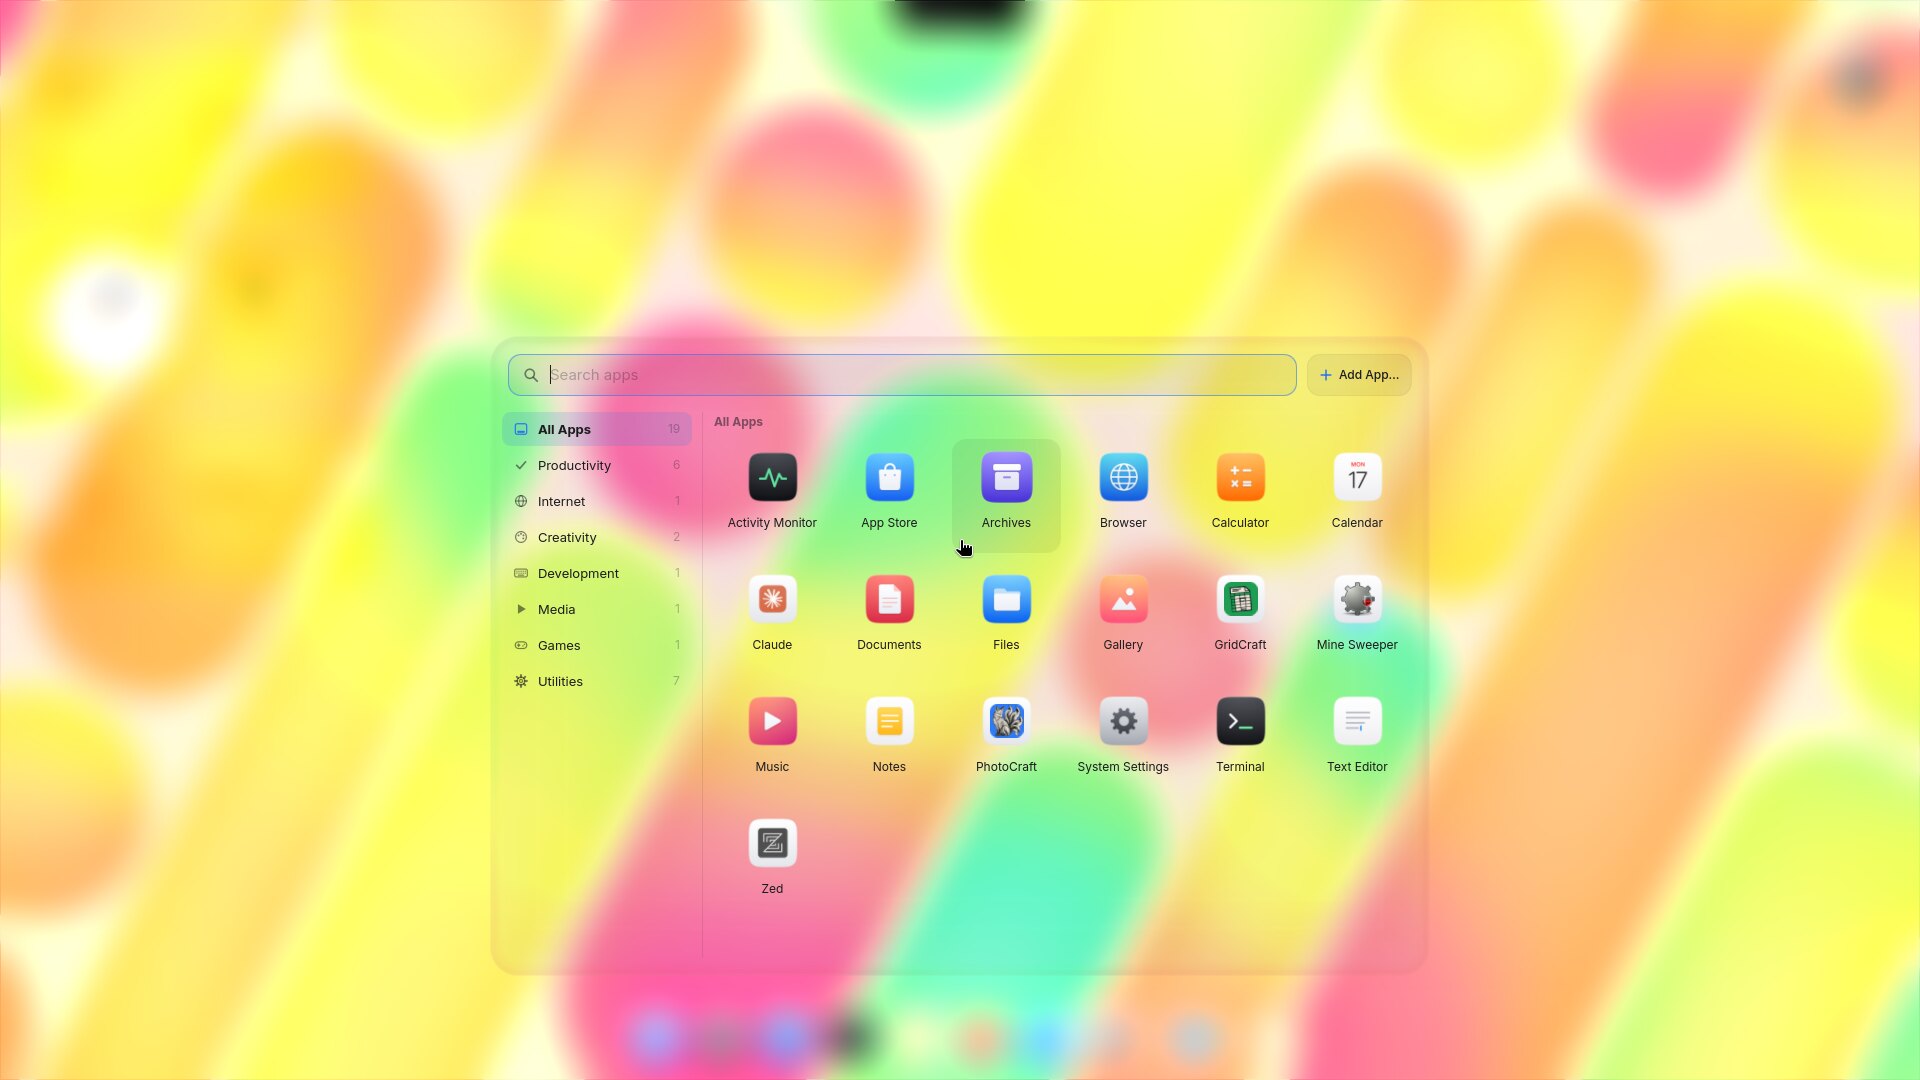 Search apps
Add App...
All Apps 19
Productivity 6
Internet 1
Creativity 2
Development 1
Media 1
Games 1
Utilities 7
All Apps
Activity Monitor App Store Archives Browser Calculator Calendar
MON
17
Claude Documents Files Gallery GridCraft Mine Sweeper
Music Notes PhotoCraft System Settings Terminal Text Editor
Zed